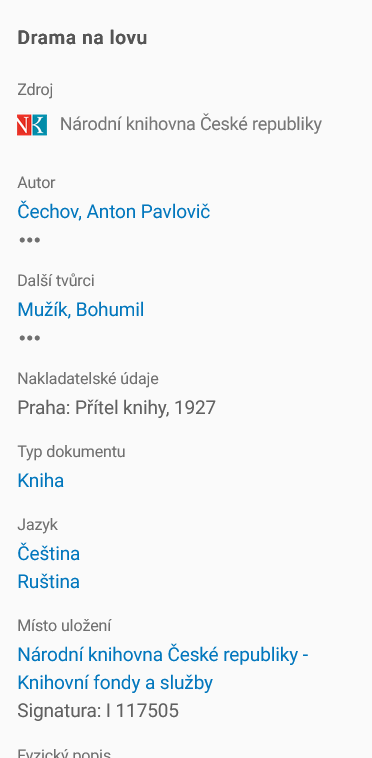 Drama na lovu
Zdroj
NK Národní knihovna České republiky
Autor
Čechov, Anton Pavlovič
•••
Další tvůrci
Mužík, Bohumil
•••
Nakladatelské údaje
Praha: Přítel knihy, 1927
Typ dokumentu
Kniha
Jazyk
Čeština
Ruština
Místo uložení
Národní knihovna České republiky -
Knihovní fondy a služby
Signatura: I 117505
Fyzický popis